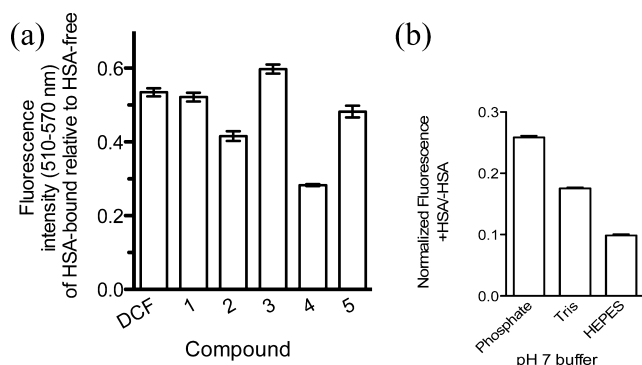 (a)
Fluorescence
intensity (510-570 nm)
of HSA-bound relative to HSA-free
0.6
0.4
0.2
0.0
DCF
1
2
3
4
5
Compound
(b)
Normalized Fluorescence
+HSA/-HSA
0.3
0.2
0.1
0.0
Phosphate
Tris
HEPES
pH 7 buffer